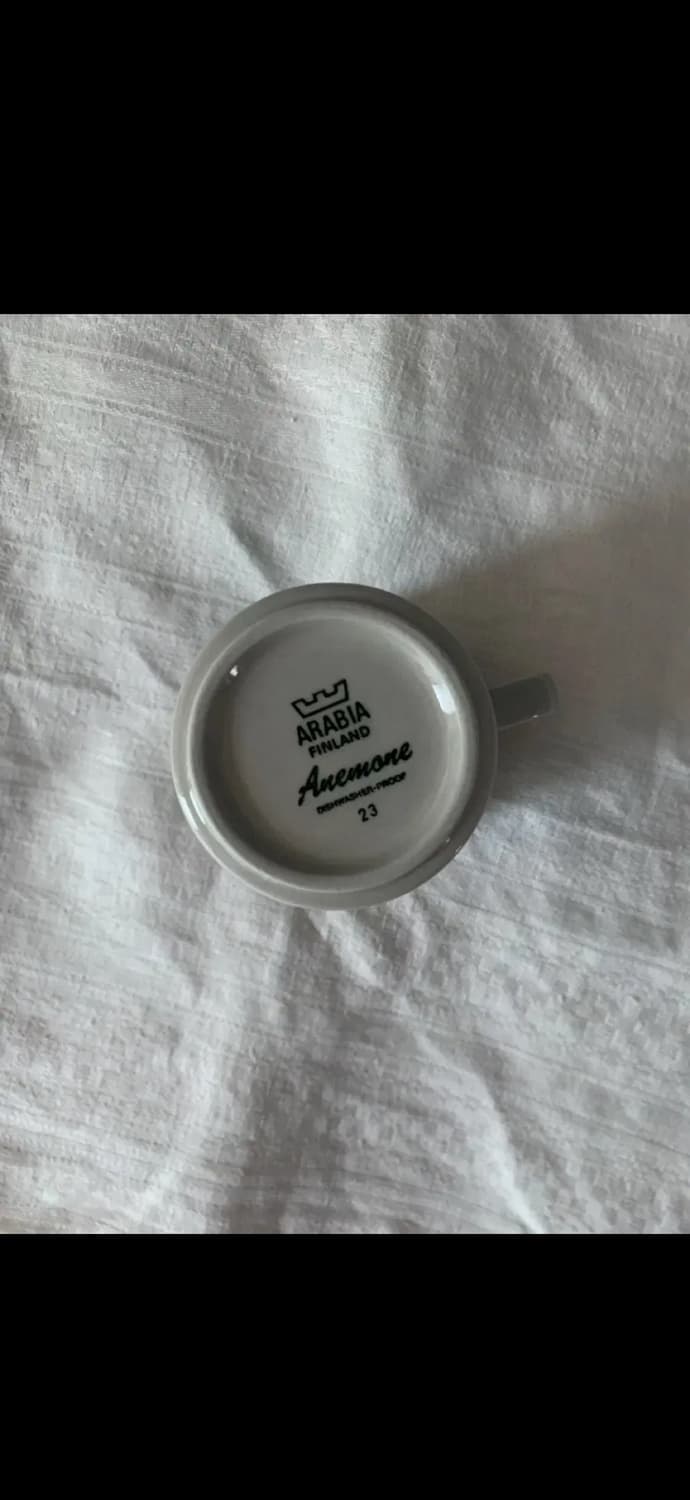 ARABIA
FINLAND
Anemone
DISHWASHER-PROOF
23